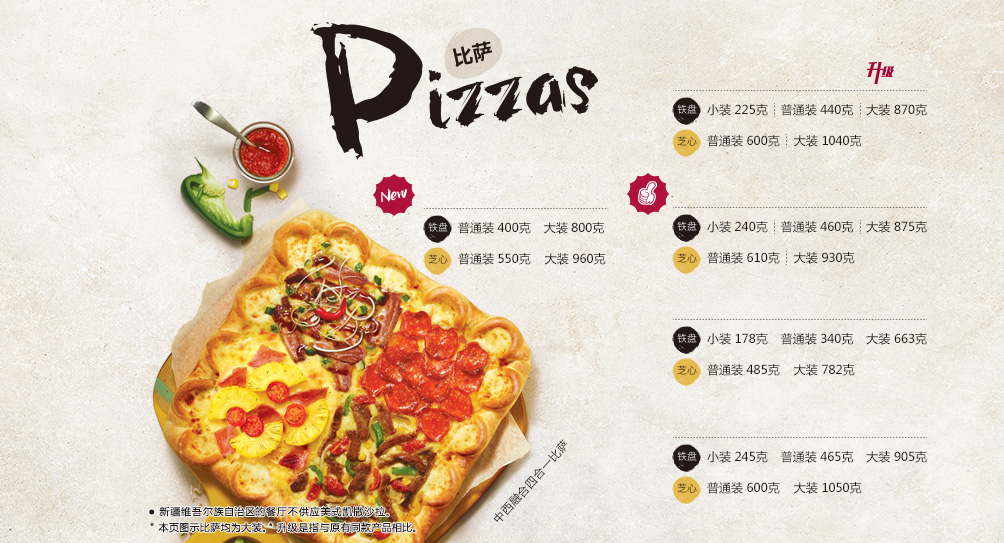 Pizzas
比萨
升级
铁盘 小装 225克 普通装 440克 大装 870克
芝心 普通装 600克 大装 1040克
New
铁盘 普通装 400克 大装 800克
芝心 普通装 550克 大装 960克
铁盘 小装 240克 普通装 460克 大装 875克
芝心 普通装 610克 大装 930克
铁盘 小装 178克 普通装 340克 大装 663克
芝心 普通装 485克 大装 782克
铁盘 小装 245克 普通装 465克 大装 905克
芝心 普通装 600克 大装 1050克
中西融合四合一比萨
● 新疆维吾尔族自治区的餐厅不供应美式凯撒沙拉。
* 本页图示比萨均为大装。* 升级是指与原有同款产品相比。